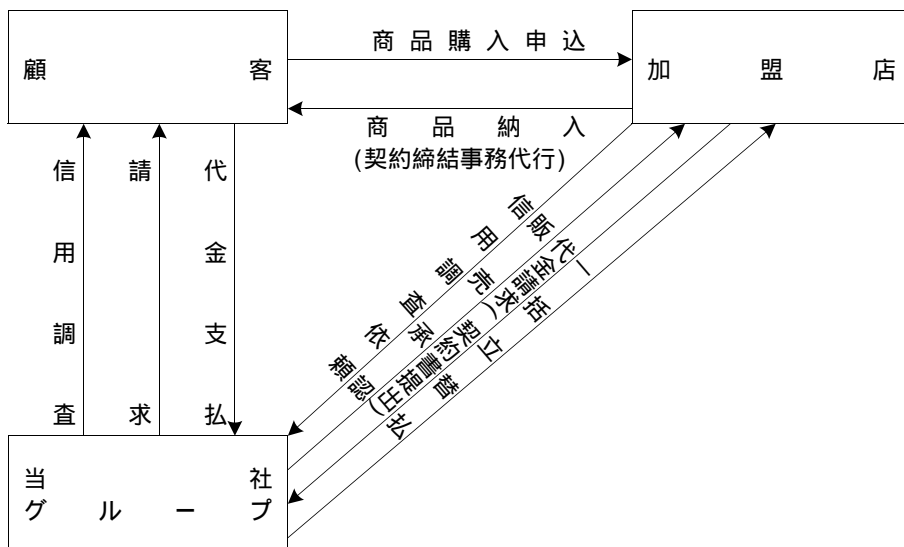 顧客
商品購入申込
加盟店
商品納入
(契約締結事務代行)
信用調査
請求
代金支払
信用調査依頼
販売承認
代金請求(契約書提出)
一括立替払
当社
グループ